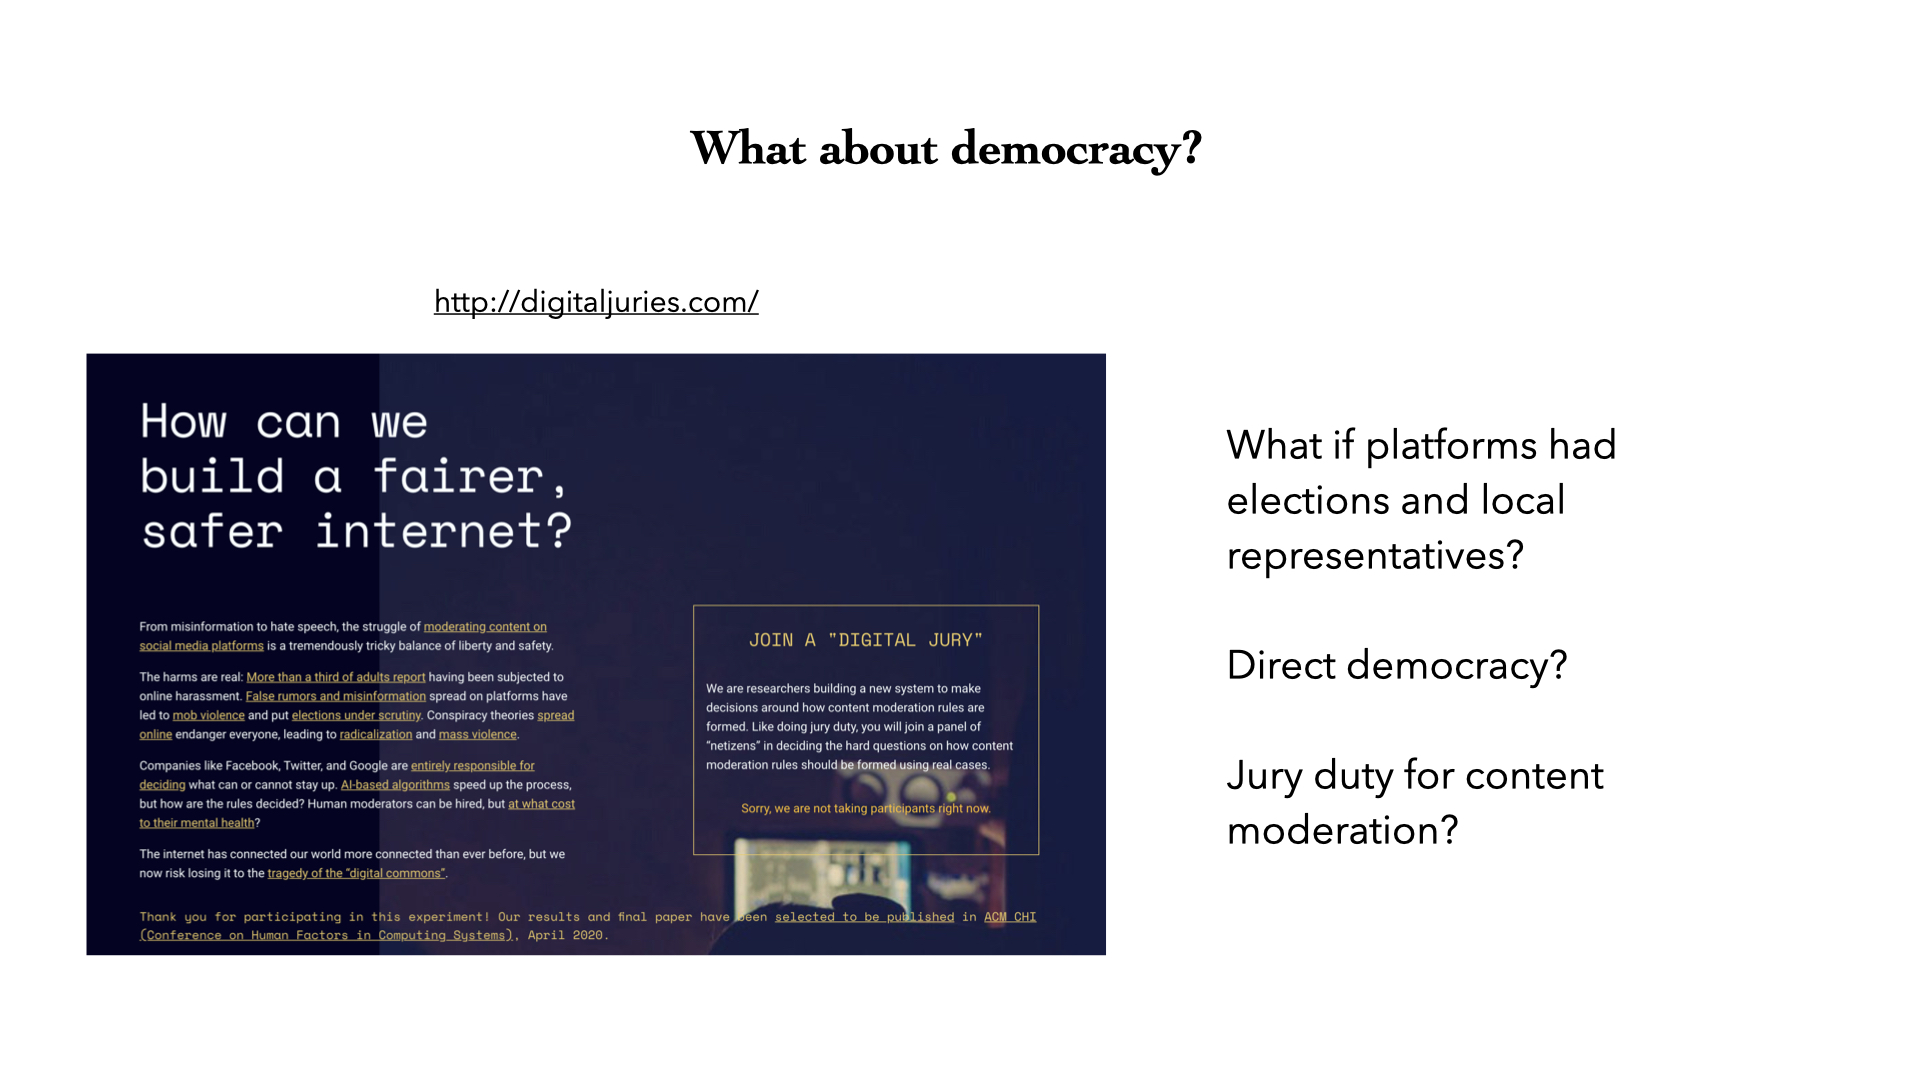 What about democracy?
http://digitaljuries.com/
How can we
build a fairer,
safer internet?
From misinformation to hate speech, the struggle of moderating content on
social media platforms is a tremendously tricky balance of liberty and safety.
The harms are real: More than a third of adults report having been subjected to
online harassment. False rumors and misinformation spread on platforms have
led to mob violence and put elections under scrutiny. Conspiracy theories spread
online endanger everyone, leading to radicalization and mass violence.
Companies like Facebook, Twitter, and Google are entirely responsible for
deciding what can or cannot stay up. AI-based algorithms speed up the process,
but how are the rules decided? Human moderators can be hired, but at what cost
to their mental health?
The internet has connected our world more connected than ever before, but we
now risk losing it to the tragedy of the “digital commons”.
JOIN A "DIGITAL JURY"
We are researchers building a new system to make
decisions around how content moderation rules are
formed. Like doing jury duty, you will join a panel of
“netizens” in deciding the hard questions on how content
moderation rules should be formed using real cases.
Sorry, we are not taking participants right now.
Thank you for participating in this experiment! Our results and final paper have been selected to be published in ACM CHI
(Conference on Human Factors in Computing Systems), April 2020.
What if platforms had
elections and local
representatives?
Direct democracy?
Jury duty for content
moderation?